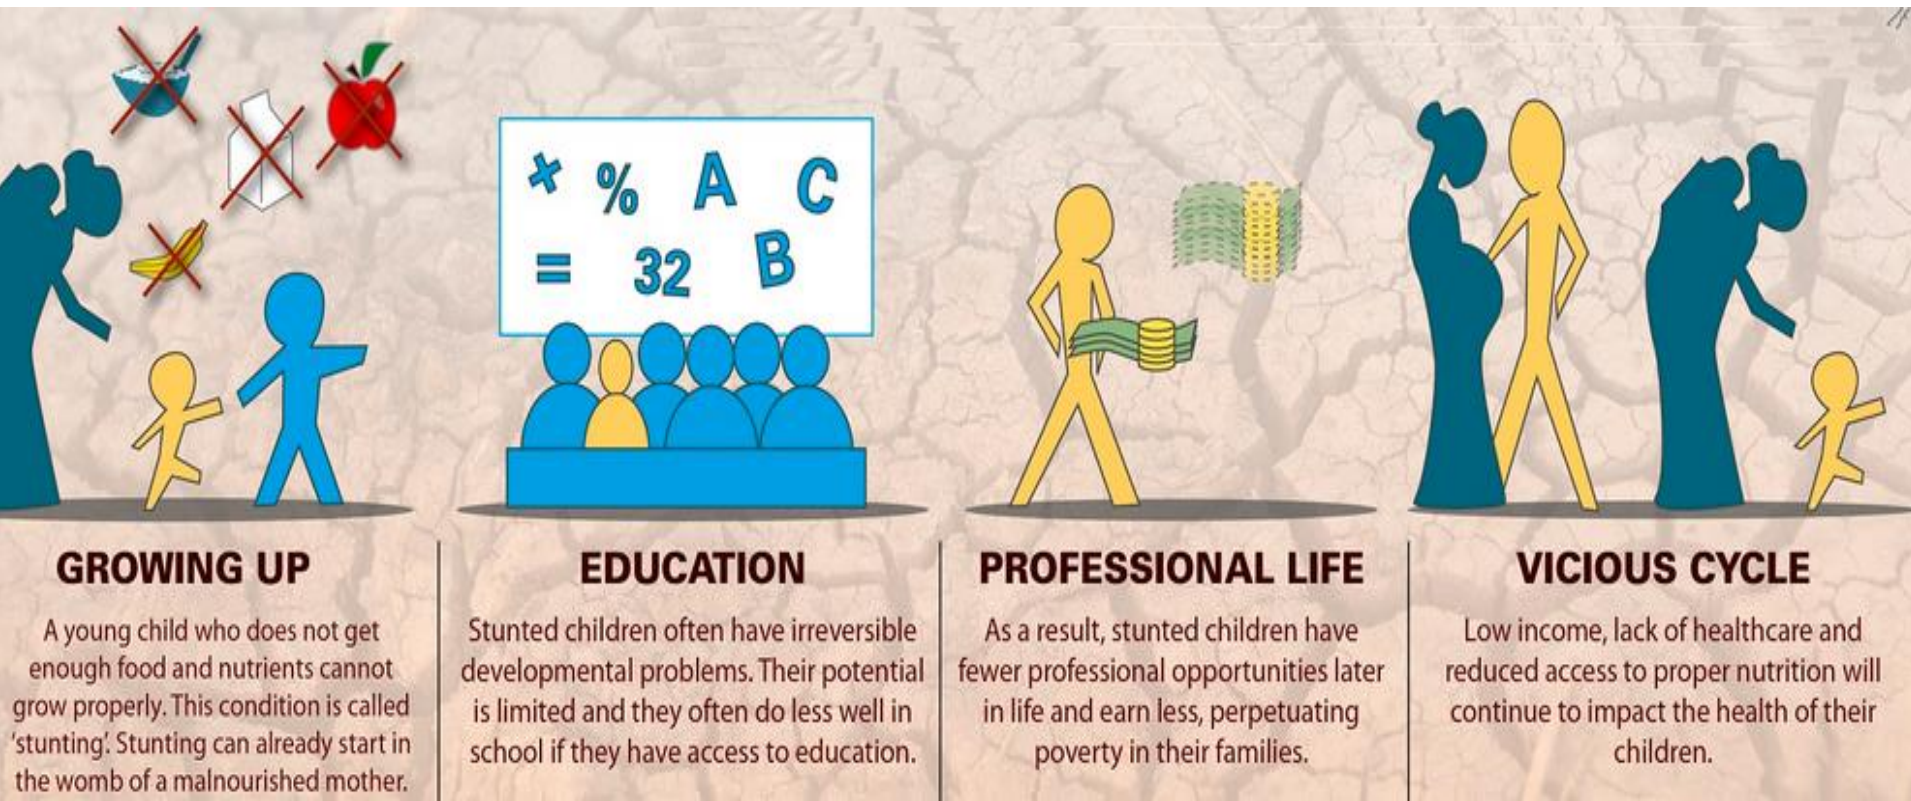 + % A C
= 32 B
GROWING UP
A young child who does not get
enough food and nutrients cannot
grow properly. This condition is called
'stunting'. Stunting can already start in
the womb of a malnourished mother.
EDUCATION
Stunted children often have irreversible
developmental problems. Their potential
is limited and they often do less well in
school if they have access to education.
PROFESSIONAL LIFE
As a result, stunted children have
fewer professional opportunities later
in life and earn less, perpetuating
poverty in their families.
VICIOUS CYCLE
Low income, lack of healthcare and
reduced access to proper nutrition will
continue to impact the health of their
children.